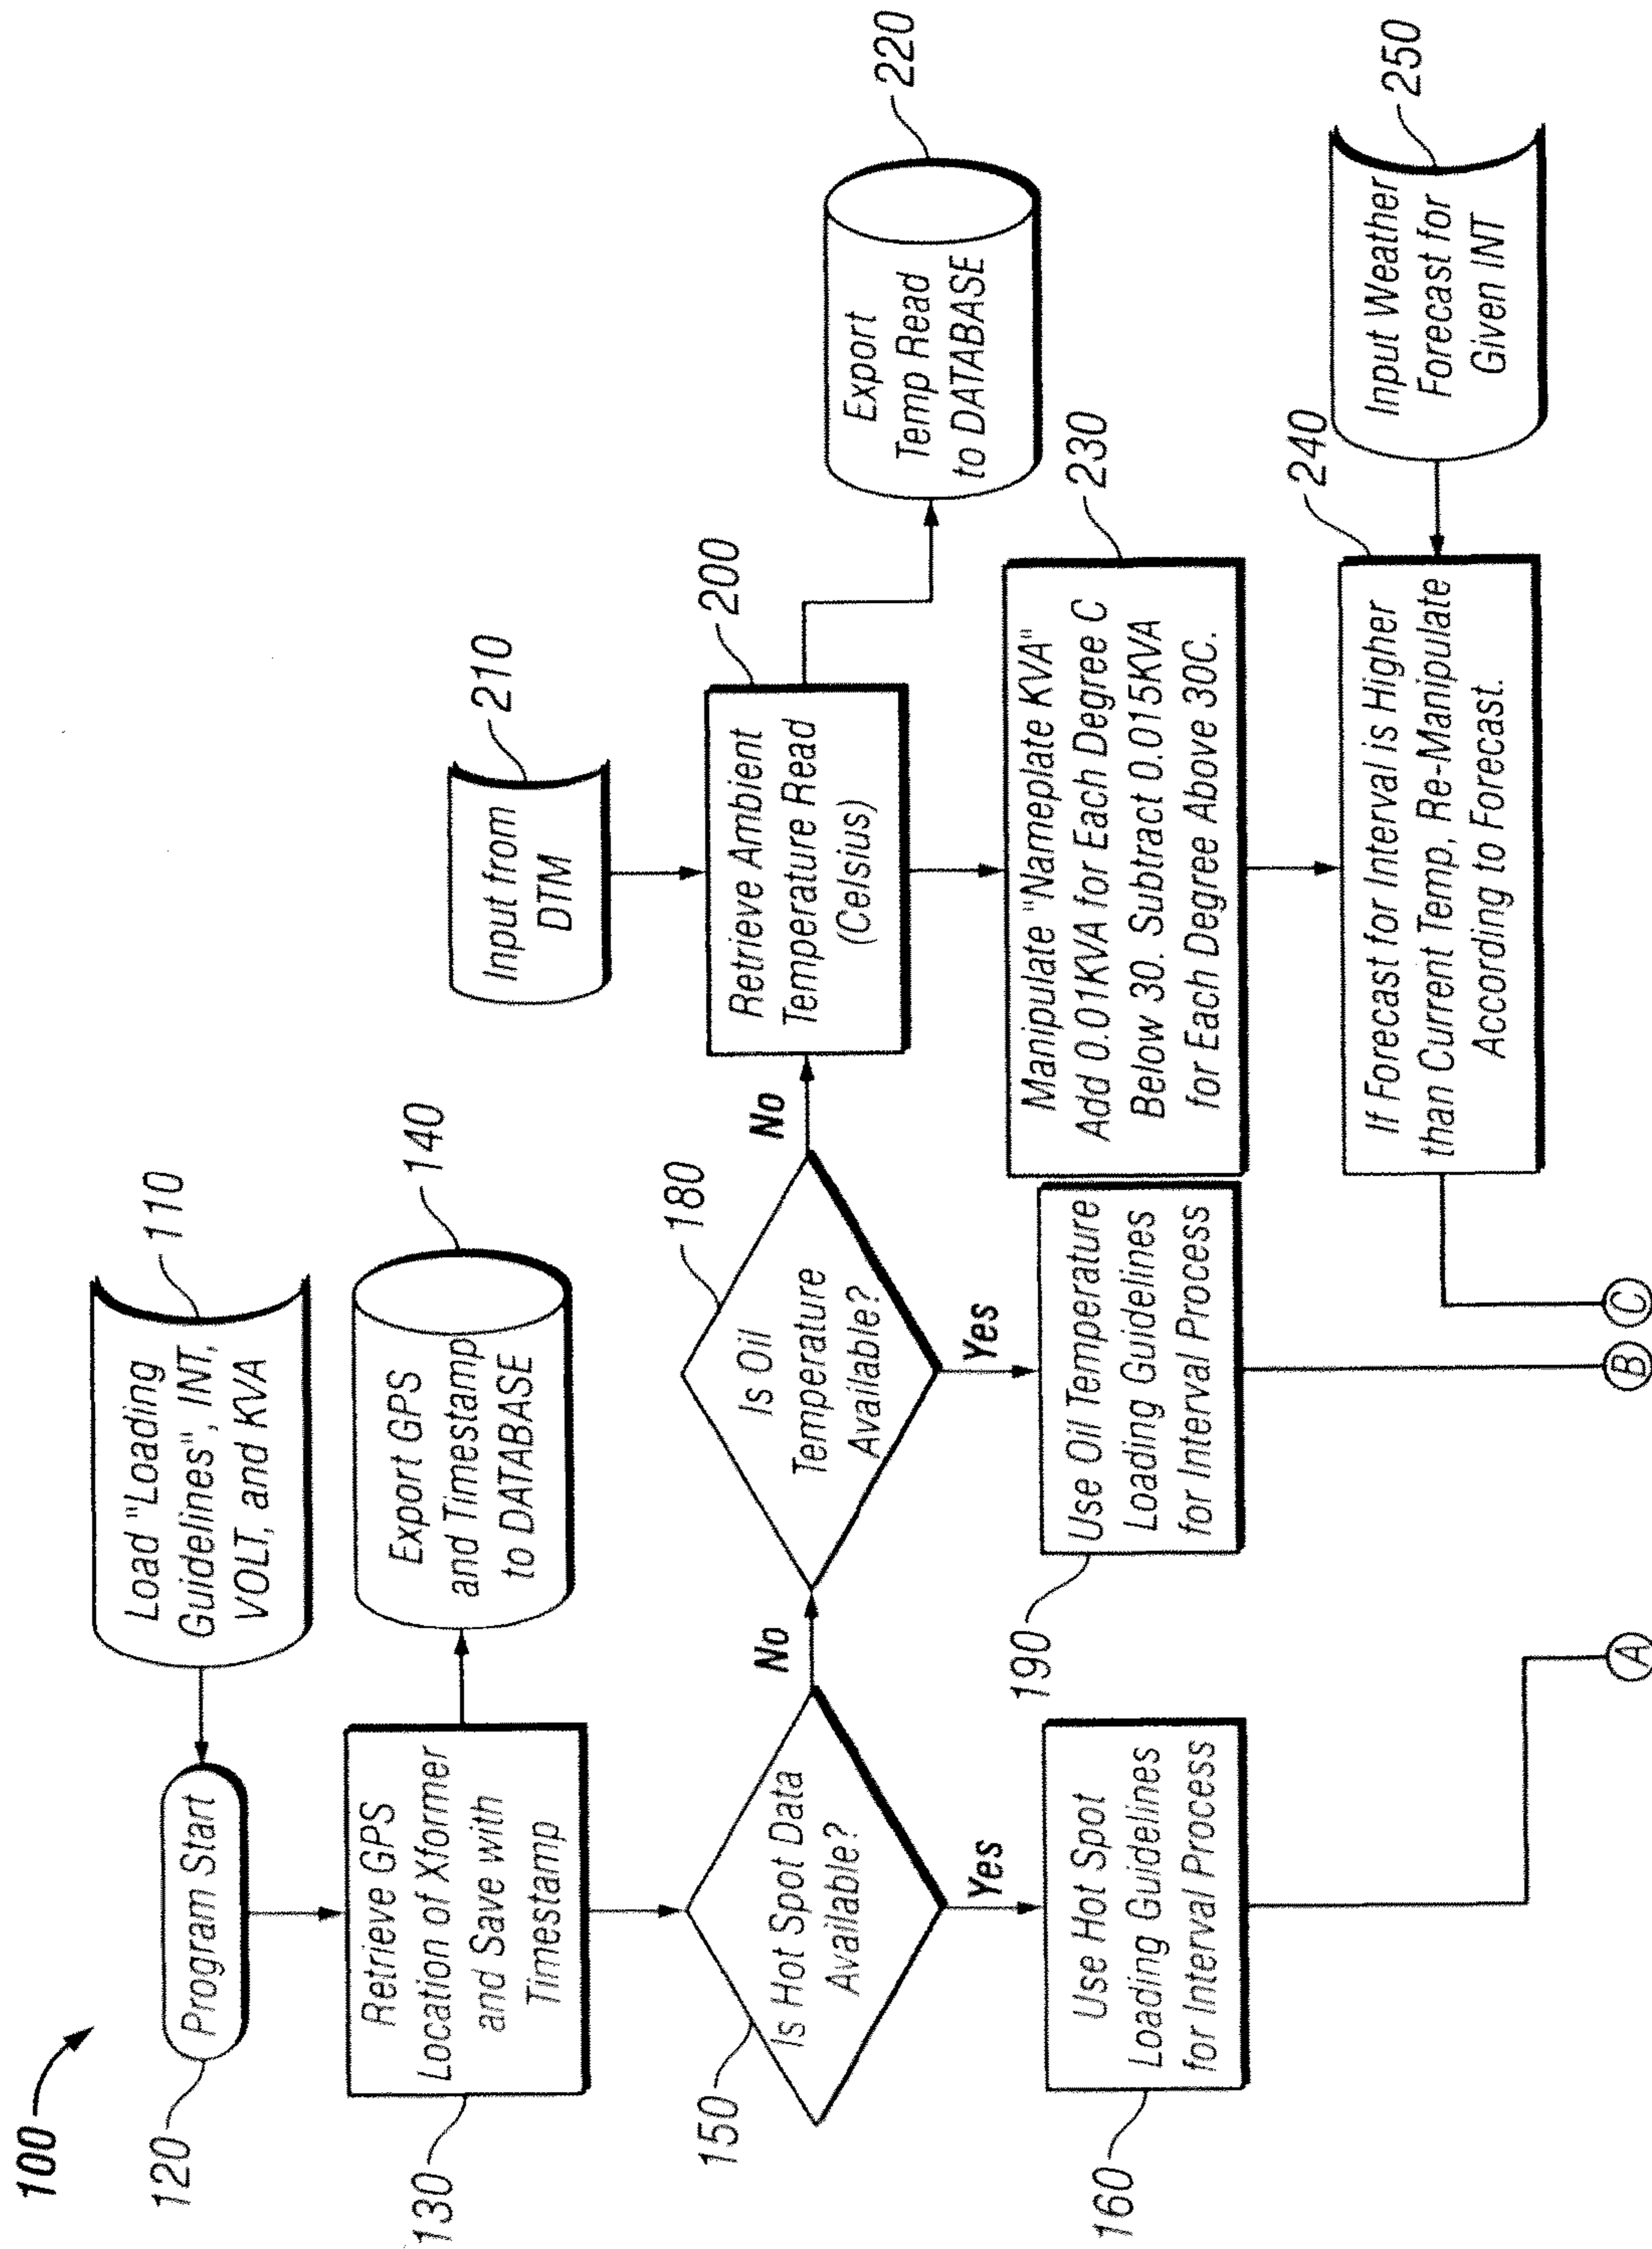 100
110
Load "Loading
Guidelines", INT,
VOLT, and KVA
120
Program Start
130
Retrieve GPS
Location of Xformer
and Save with
Timestamp
140
Export GPS
and Timestamp
to DATABASE
150
Is Hot Spot Data
Available?
No
Yes
160
Use Hot Spot
Loading Guidelines
for Interval Process
A
180
Is Oil
Temperature
Available?
No
Yes
190
Use Oil Temperature
Loading Guidelines
for Interval Process
B
210
Input from
DTM
200
Retrieve Ambient
Temperature Read
(Celsius)
220
Export
Temp Read
to DATABASE
230
Manipulate "Nameplate KVA"
Add 0.01KVA for Each Degree C
Below 30. Subtract 0.015KVA
for Each Degree Above 30C.
240
If Forecast for Interval is Higher
than Current Temp, Re-Manipulate
According to Forecast.
250
Input Weather
Forecast for
Given INT
C